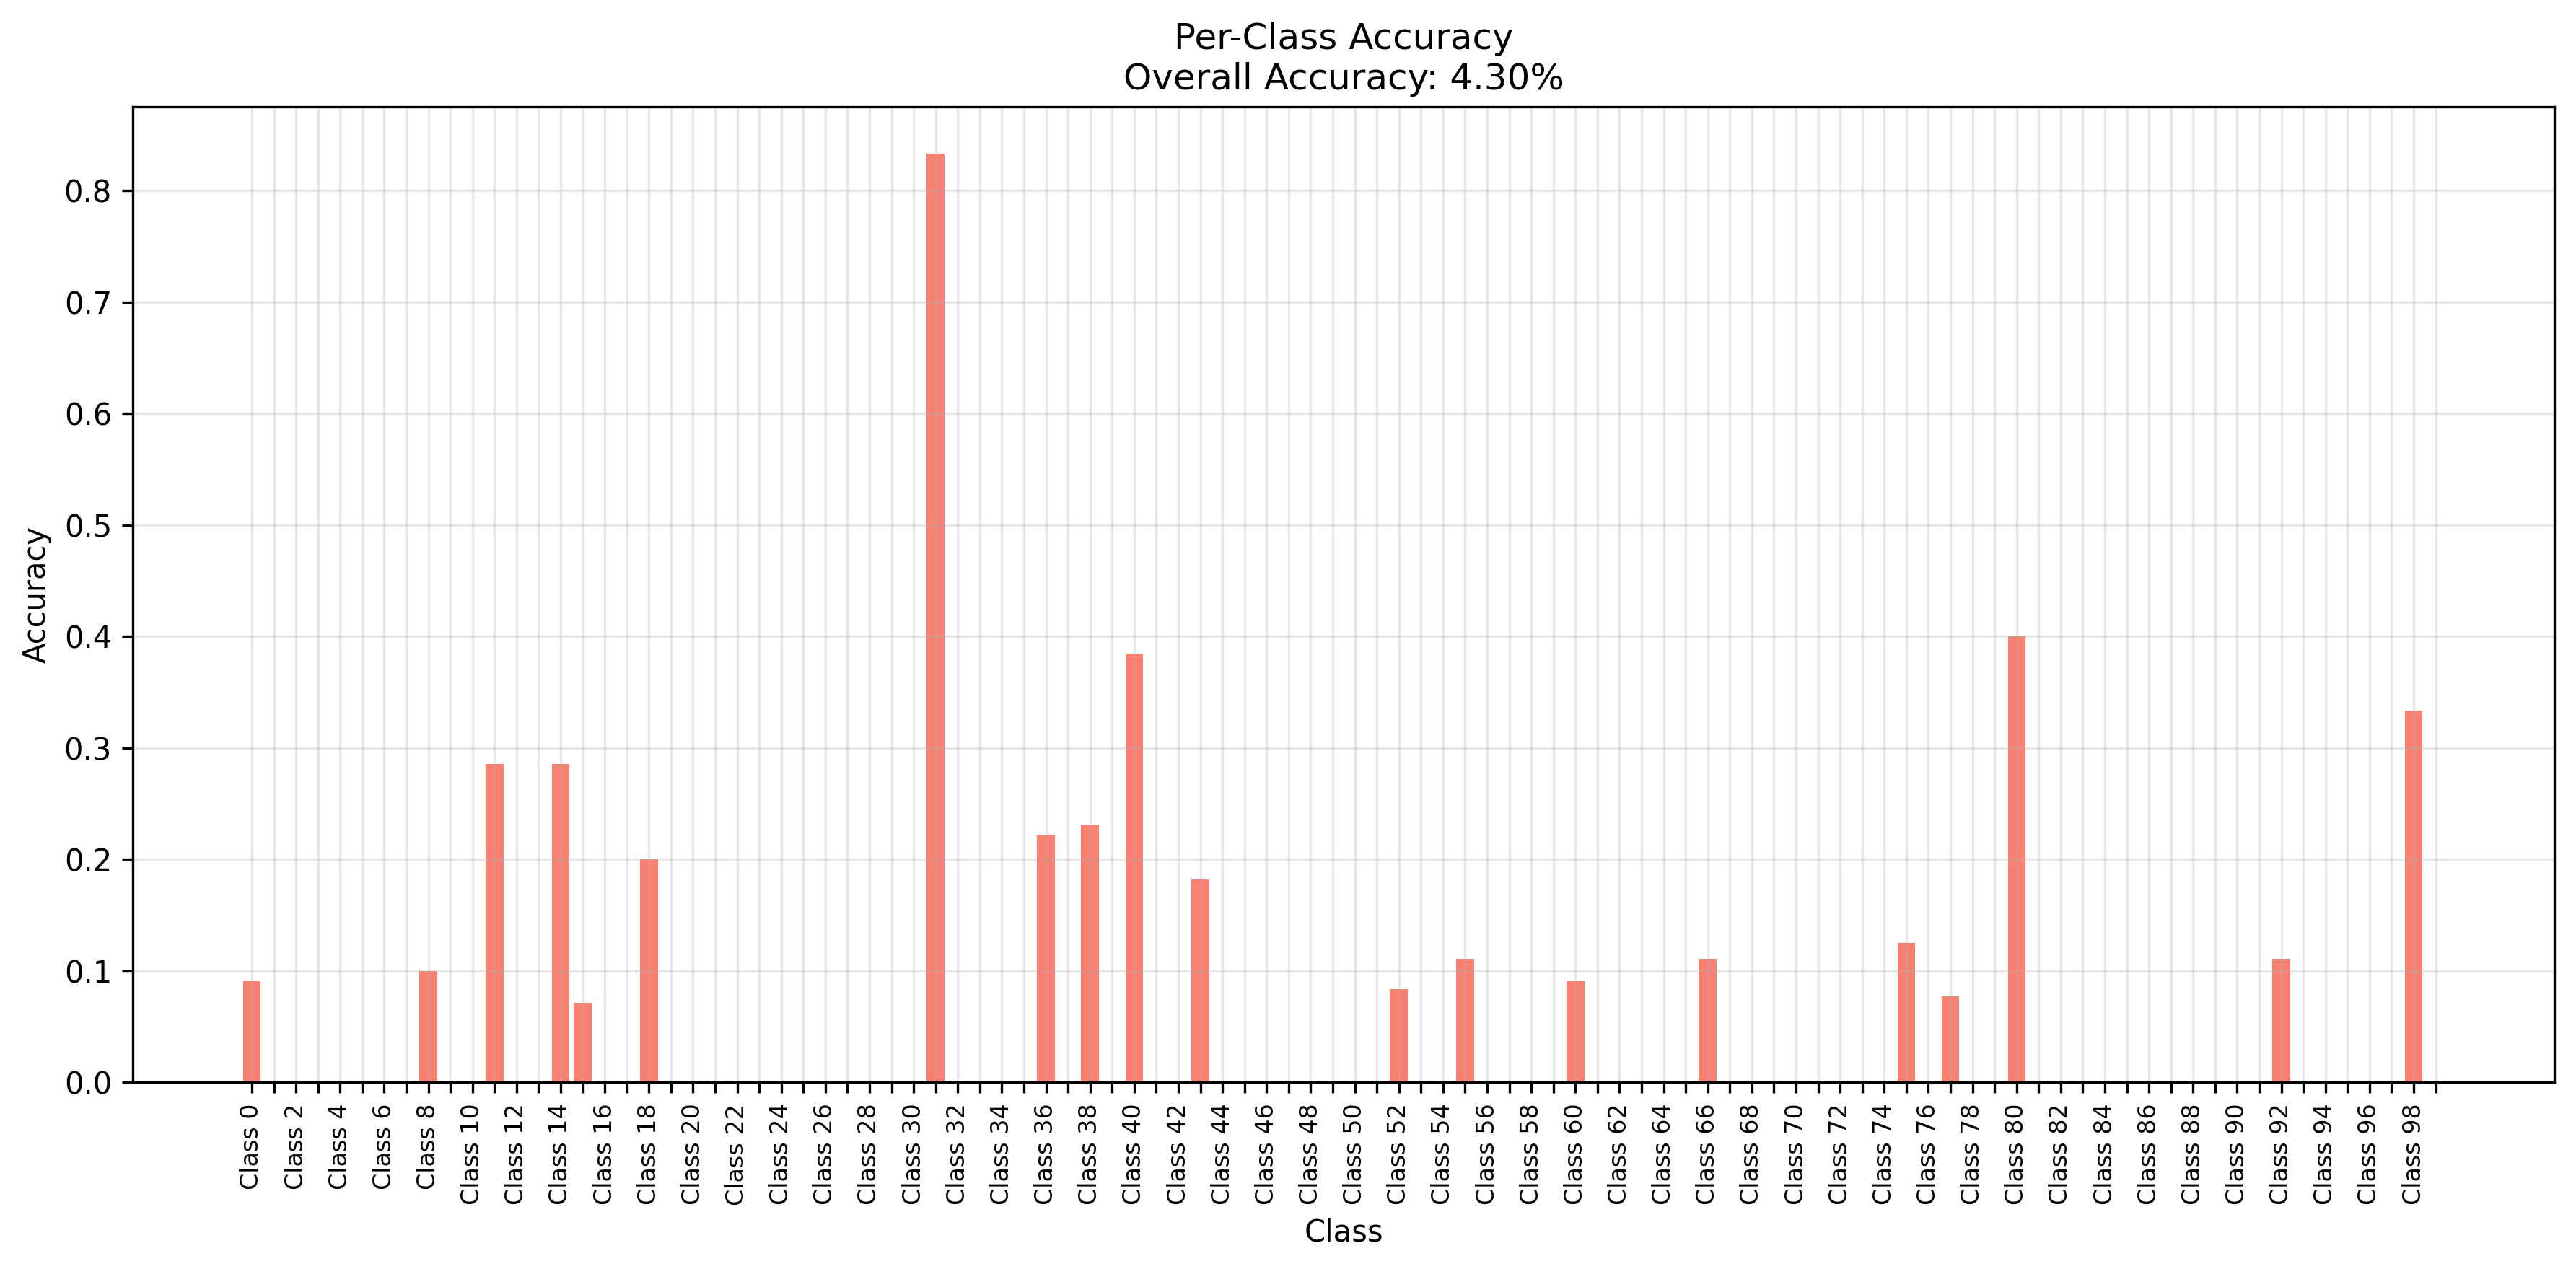 Per-Class Accuracy
Overall Accuracy: 4.30%
Accuracy
0.8
0.7
0.6
0.5
0.4
0.3
0.2
0.1
0.0
Class 0
Class 2
Class 4
Class 6
Class 8
Class 10
Class 12
Class 14
Class 16
Class 18
Class 20
Class 22
Class 24
Class 26
Class 28
Class 30
Class 32
Class 34
Class 36
Class 38
Class 40
Class 42
Class 44
Class 46
Class 48
Class 50
Class 52
Class 54
Class 56
Class 58
Class 60
Class 62
Class 64
Class 66
Class 68
Class 70
Class 72
Class 74
Class 76
Class 78
Class 80
Class 82
Class 84
Class 86
Class 88
Class 90
Class 92
Class 94
Class 96
Class 98
Class